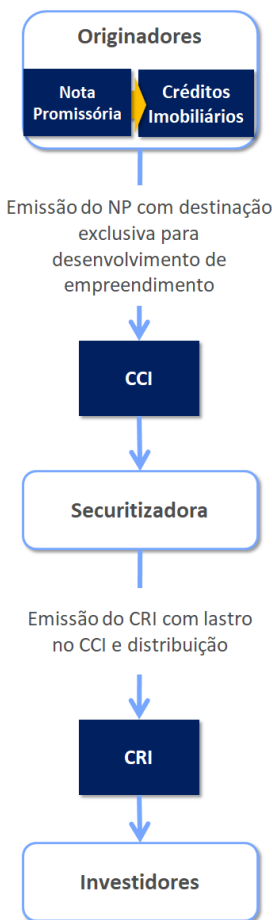 Originadores
Nota
Promissória
Créditos
Imobiliários
Emissão do NP com destinação
exclusiva para
desenvolvimento de
empreendimento
CCI
Securitizadora
Emissão do CRI com lastro
no CCI e distribuição
CRI
Investidores